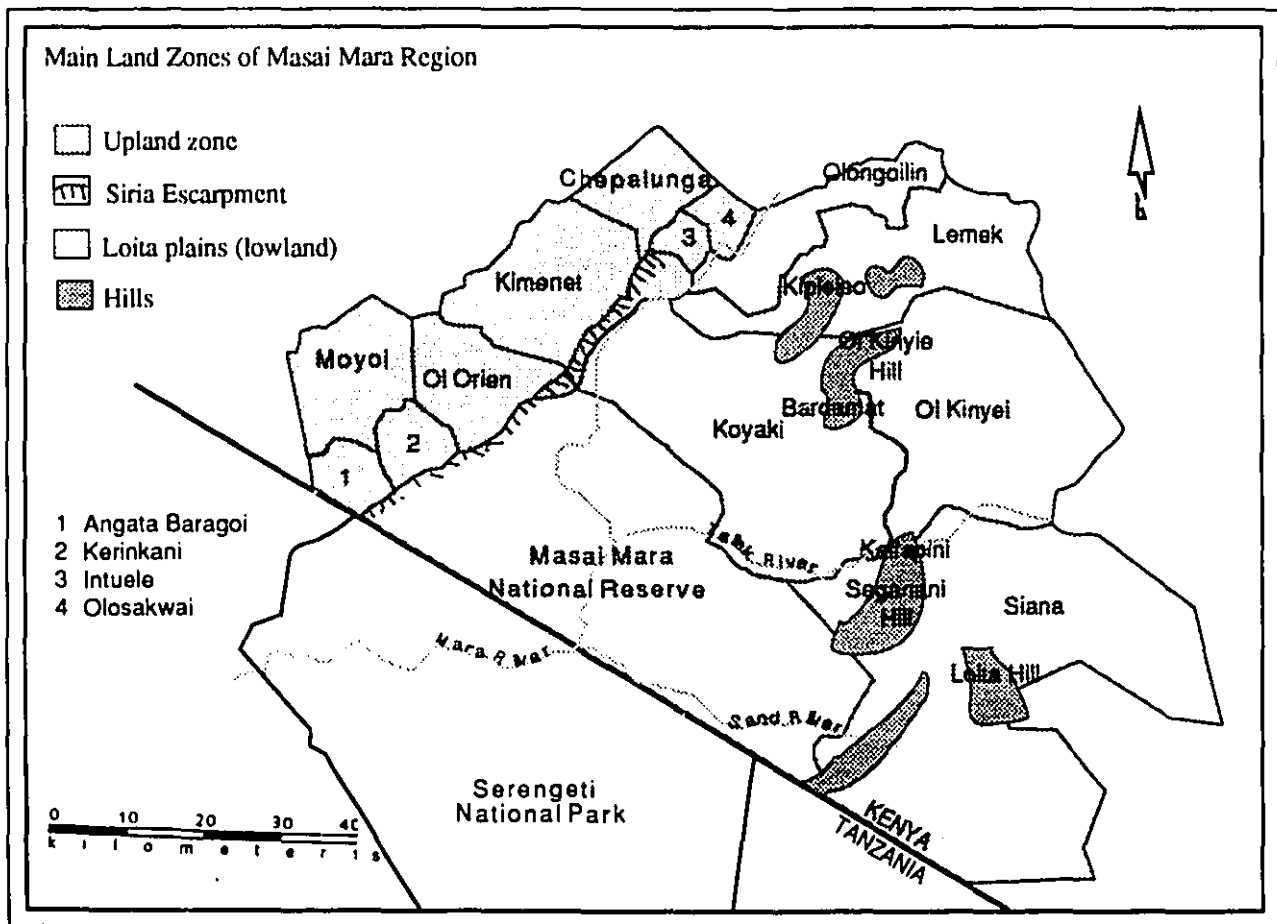 Main Land Zones of Masai Mara Region
Upland zone
Siria Escarpment
Loita plains (lowland)
Hills
Chepalunga
4
3
Olongoilin
Lemek
Kimenet
Kipleleo
Ol Kinyie
Hill
Moyoi
Ol Orien
Bardamat
Ol Kinyei
Koyaki
2
1
1 Angata Baragoi
2 Kerinkani
3 Intuele
4 Olosakwai
Masai Mara
National Reserve
Talek River
Seganani
Hill
Siana
Loita Hill
Mara River
Sand River
Serengeti
National Park
KENYA
TANZANIA
0 10 20 30 40
kilometers